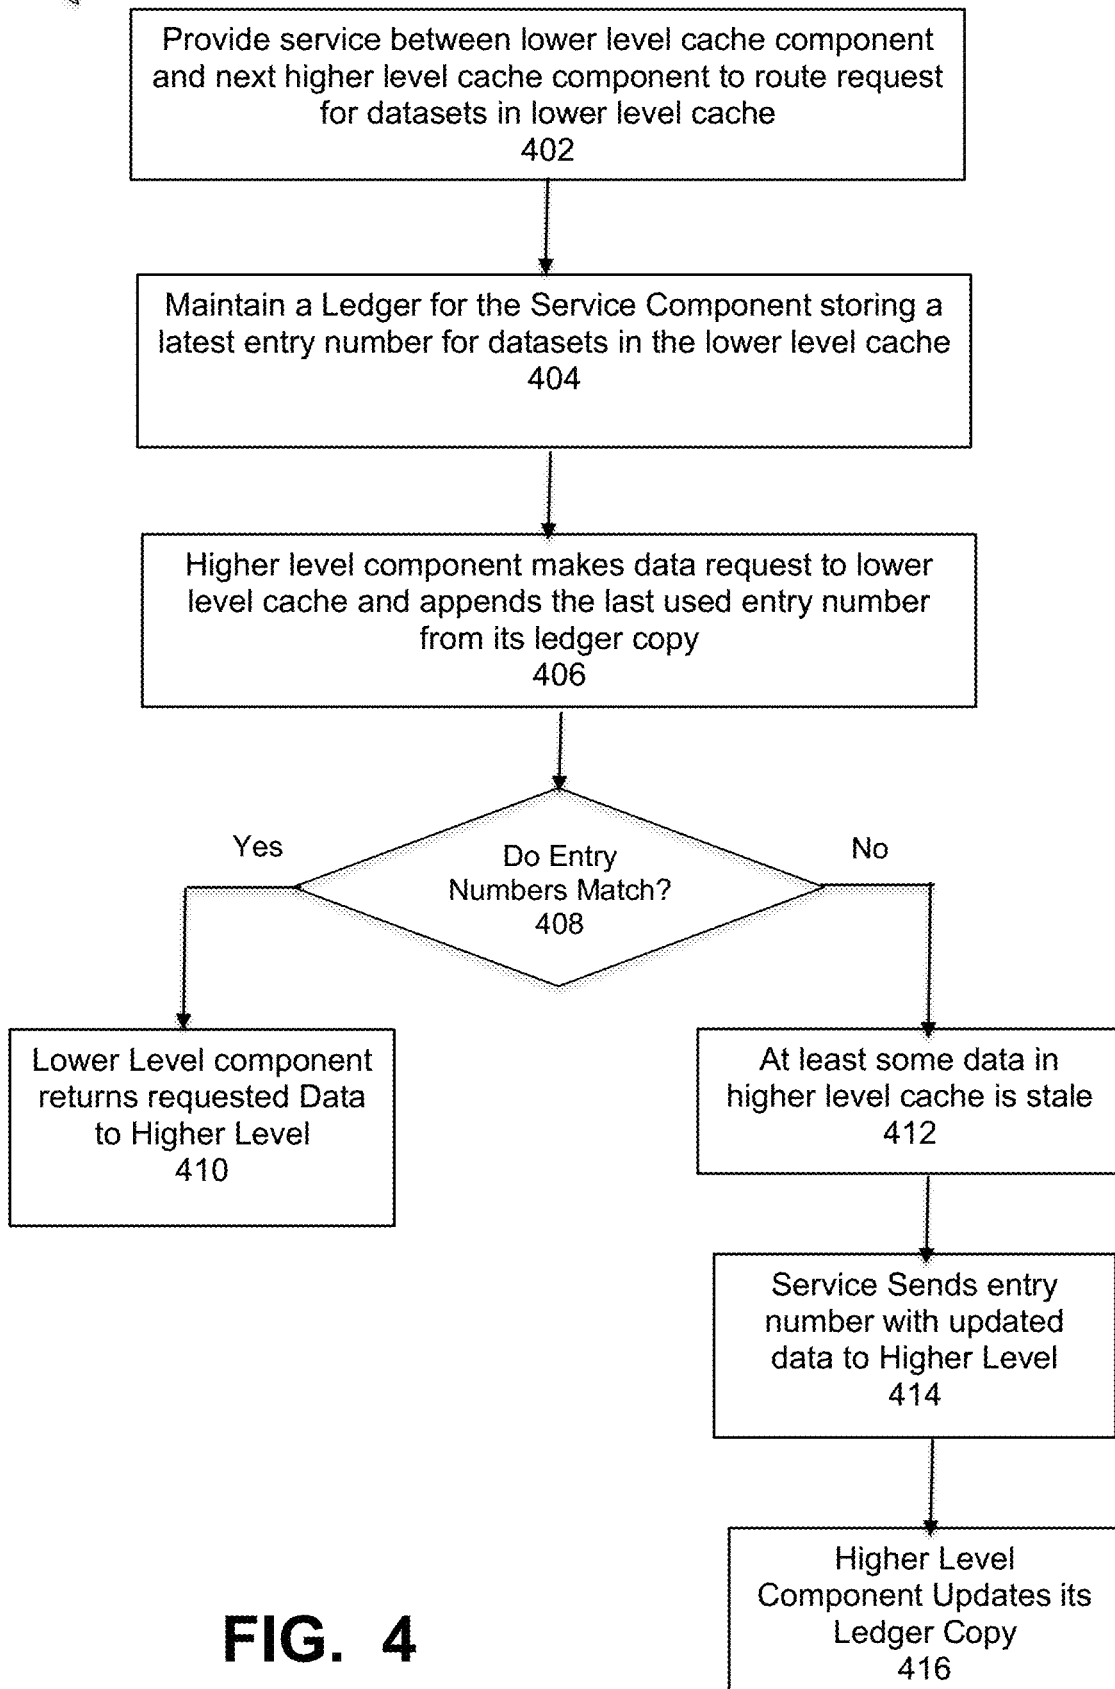 Provide service between lower level cache component
and next higher level cache component to route request
for datasets in lower level cache
402
Maintain a Ledger for the Service Component storing a
latest entry number for datasets in the lower level cache
404
Higher level component makes data request to lower
level cache and appends the last used entry number
from its ledger copy
406
Do Entry
Numbers Match?
408
Yes
No
Lower Level component
returns requested Data
to Higher Level
410
At least some data in
higher level cache is stale
412
Service Sends entry
number with updated
data to Higher Level
414
Higher Level
Component Updates its
Ledger Copy
416
FIG. 4